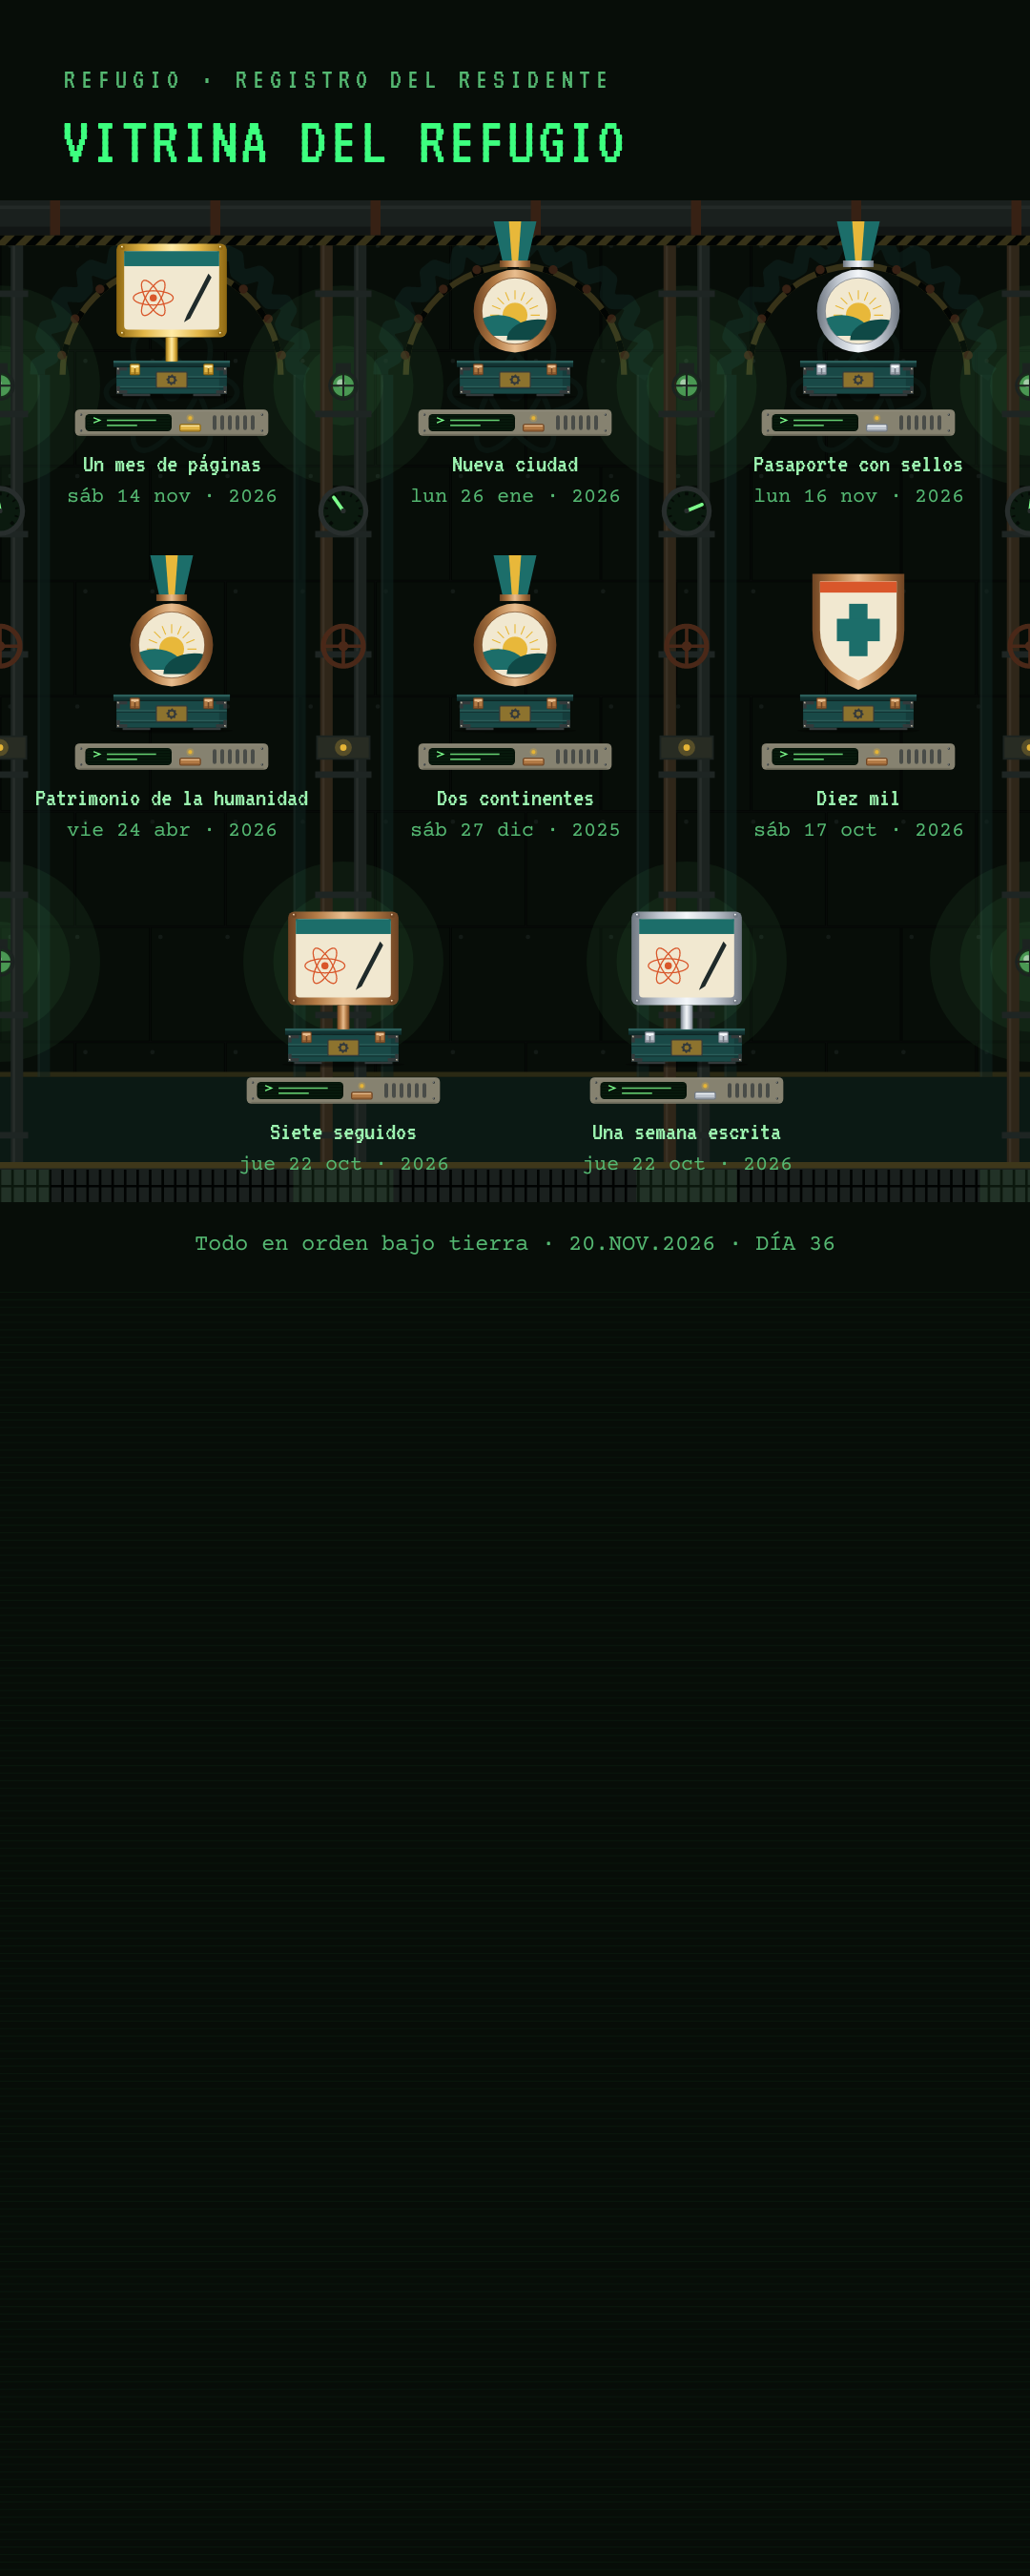 REFUGIO · REGISTRO DEL RESIDENTE
VITRINA DEL REFUGIO
Un mes de páginas
sáb 14 nov · 2026
Nueva ciudad
lun 26 ene · 2026
Pasaporte con sellos
lun 16 nov · 2026
Patrimonio de la humanidad
vie 24 abr · 2026
Dos continentes
sáb 27 dic · 2025
Diez mil
sáb 17 oct · 2026
Siete seguidos
jue 22 oct · 2026
Una semana escrita
jue 22 oct · 2026
Todo en orden bajo tierra · 20.NOV.2026 · DÍA 36